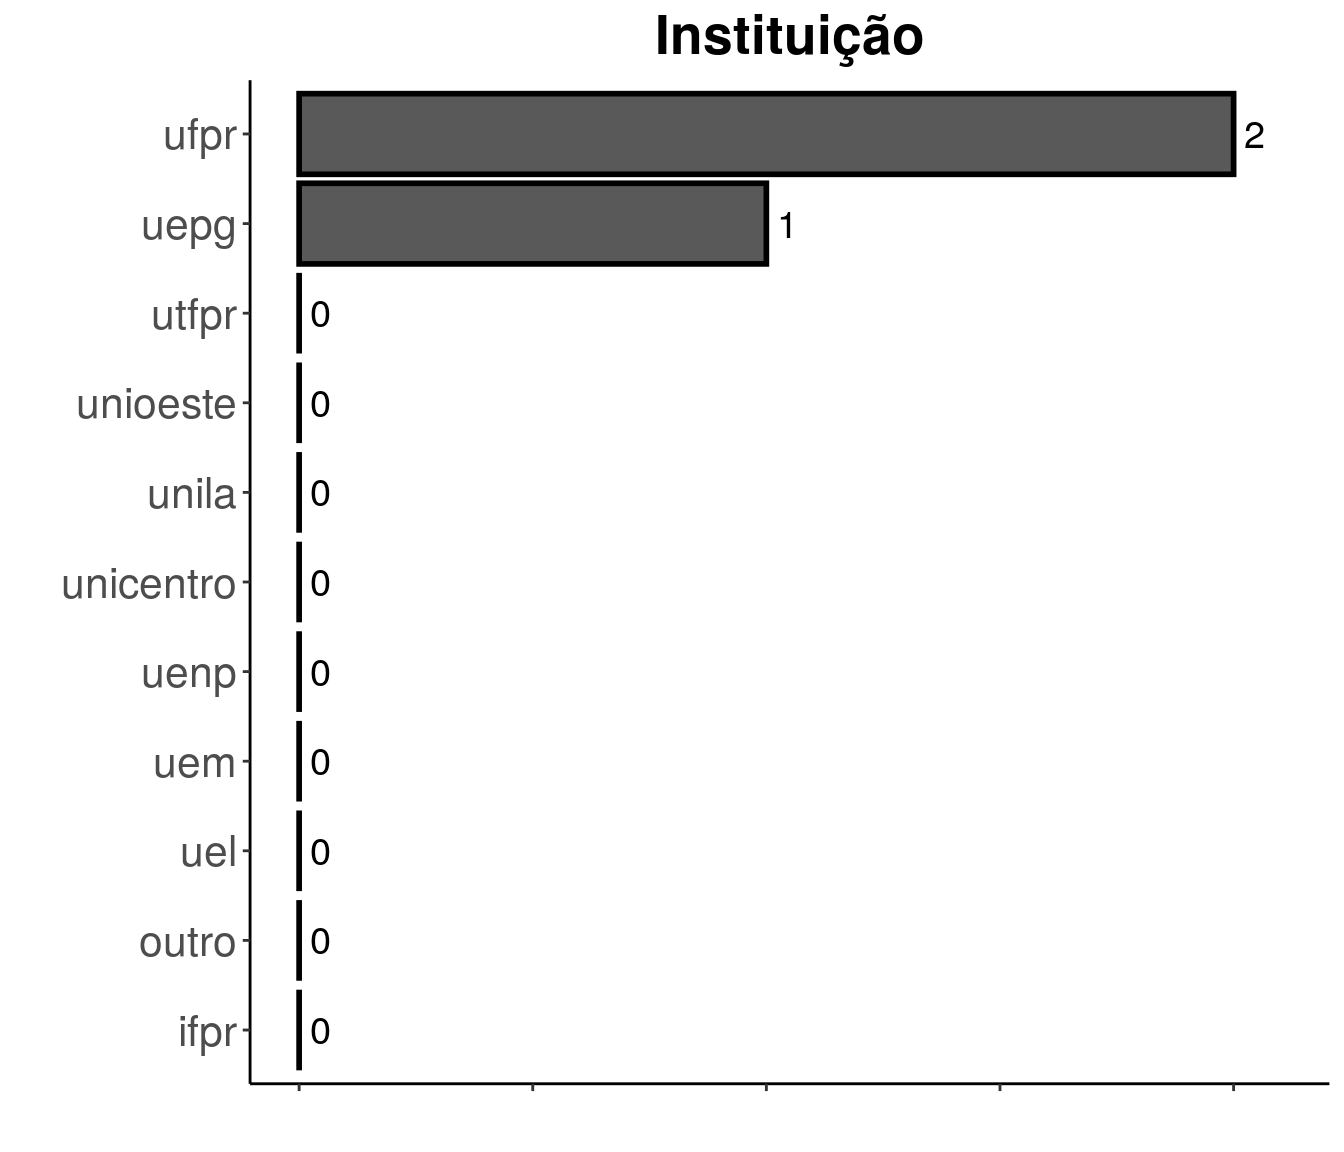 Instituição
ufpr 2
uepg 1
utfpr 0
unioeste 0
unila 0
unicentro 0
uenp 0
uem 0
uel 0
outro 0
ifpr 0